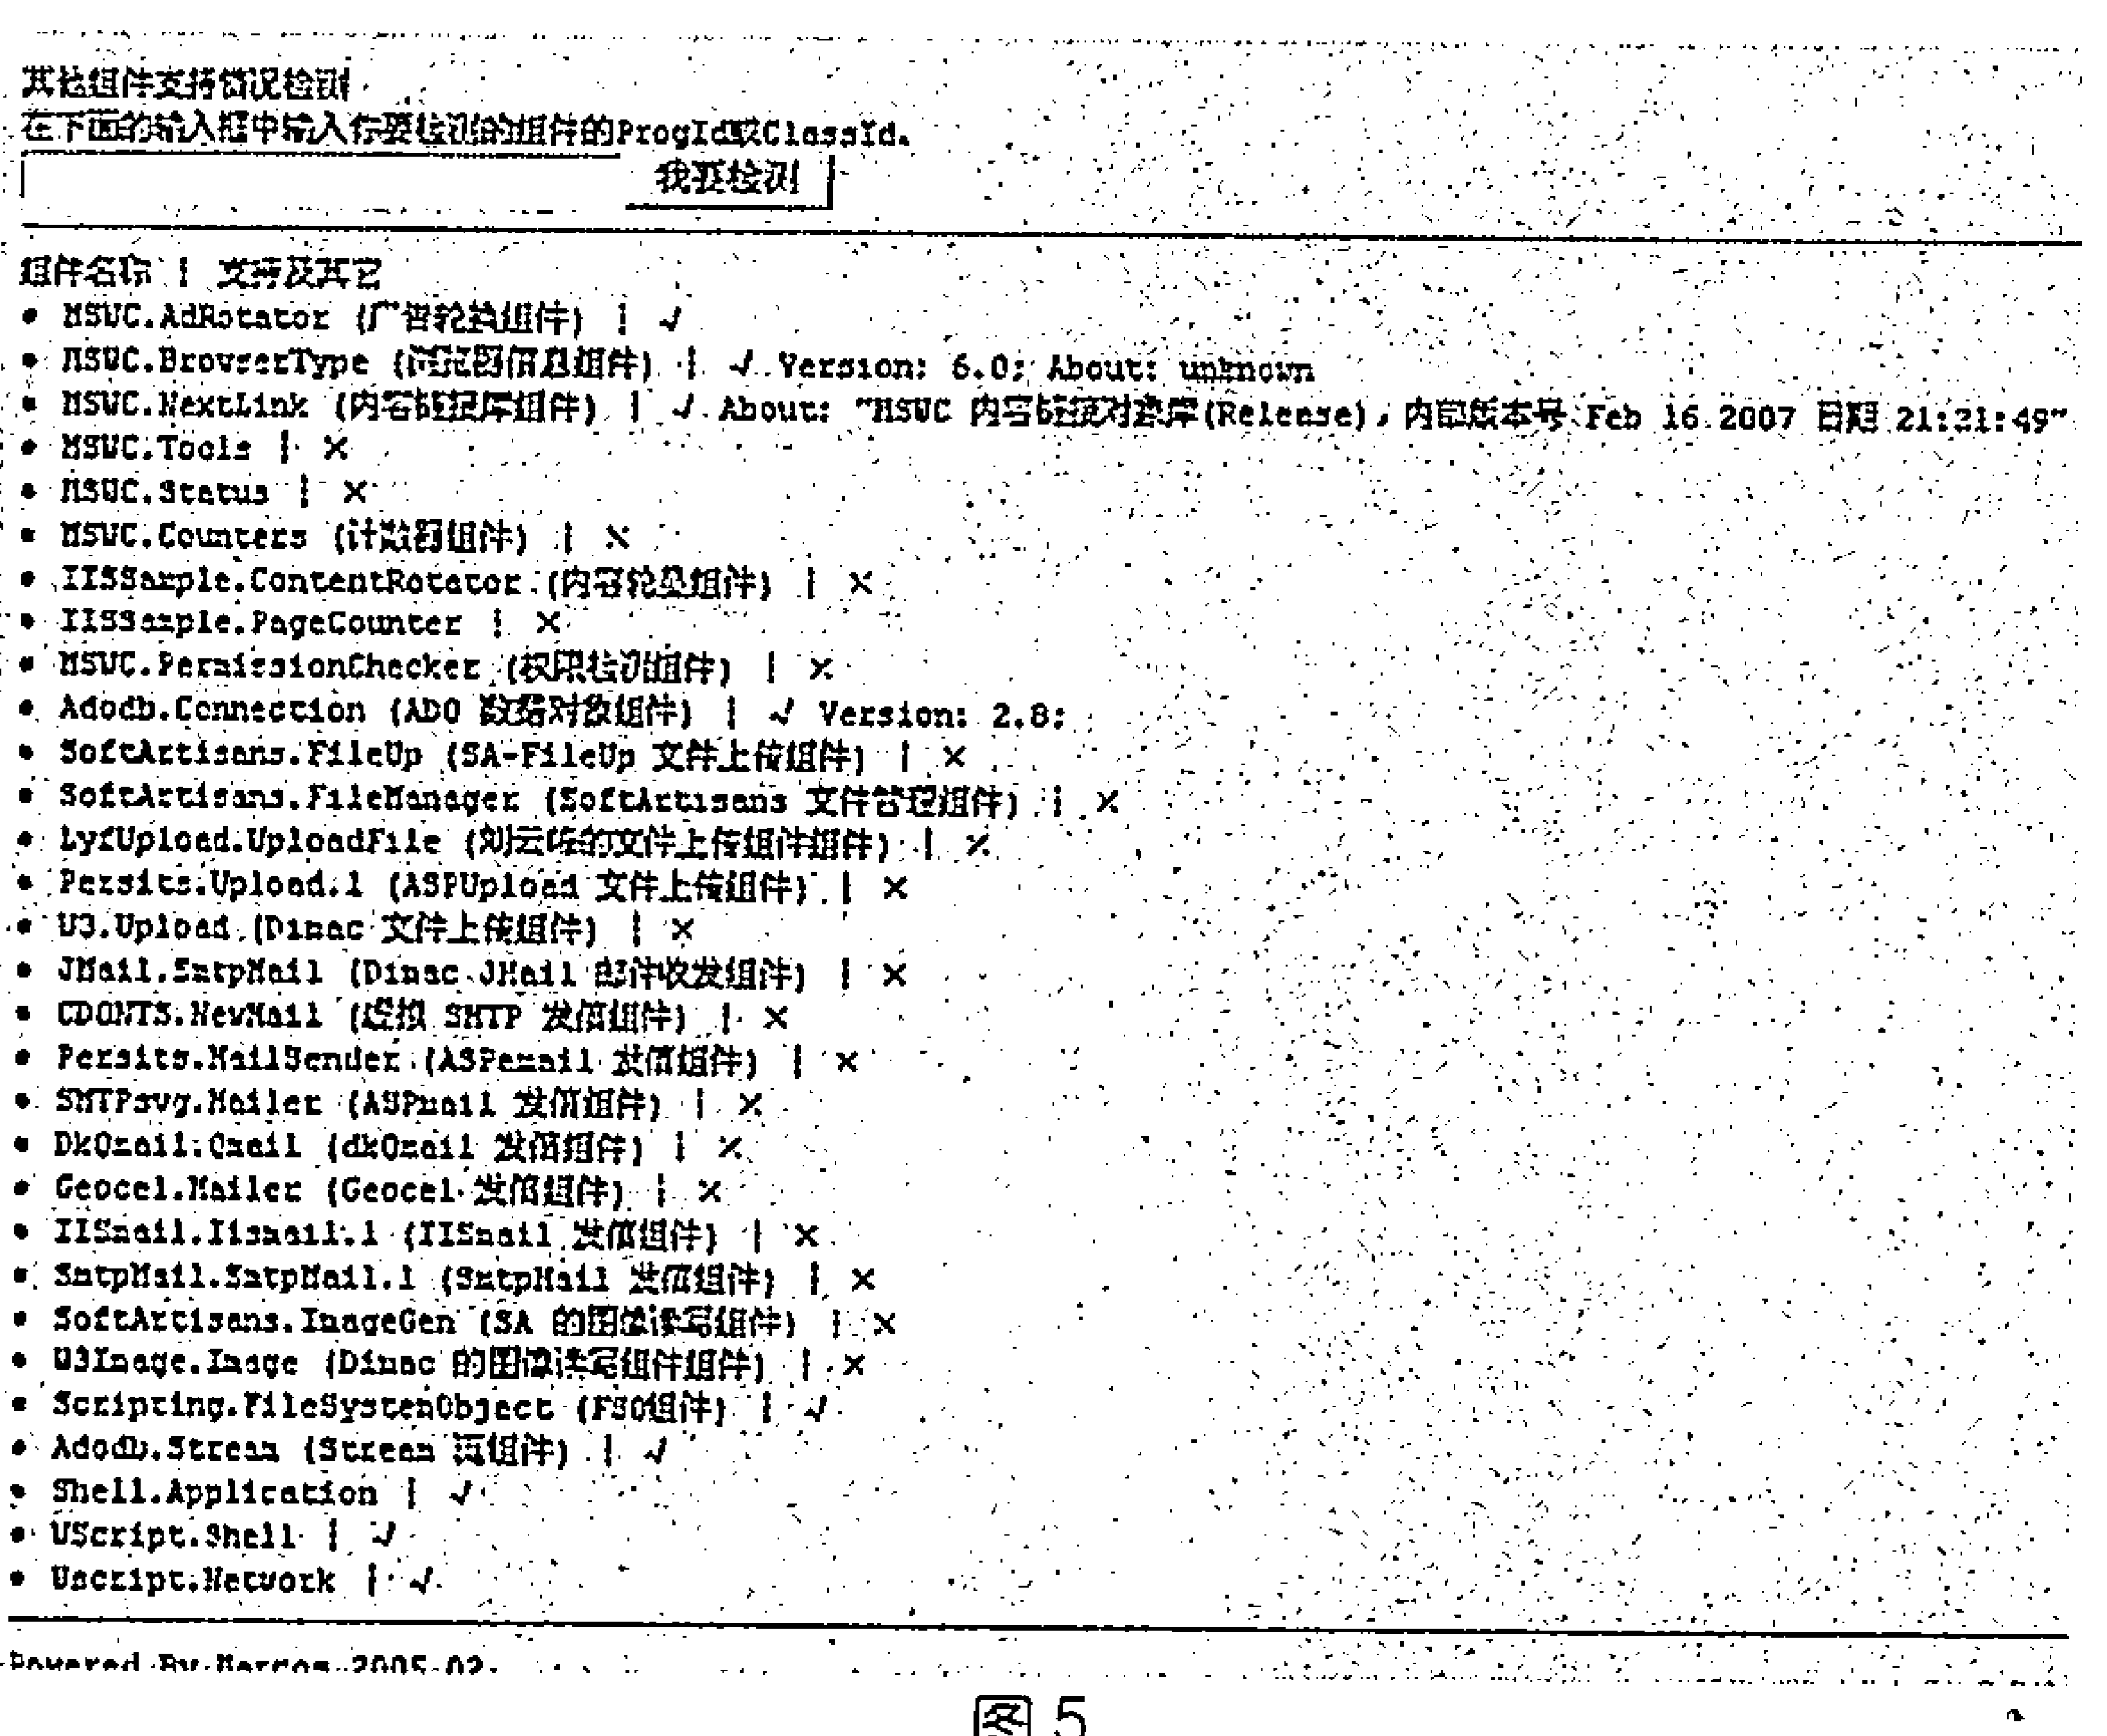 其他组件支持情况检测
在下面的输入框中输入你要检测的组件的ProgId或ClassId。
我要检测
组件名称 | 支持及其它
• MSWC.AdRotator (广告轮换组件) | √
• MSWC.BrowserType (浏览器信息组件) | √ Version: 6.0; About: unknown
• MSWC.NextLink (内容链接库组件) | √ About: "MSWC 内容链接对象库(Release), 内部版本号 Feb 16 2007 日期 21:31:49"
• MSWC.Tools | ×
• MSWC.Status | ×
• MSWC.Counters (计数器组件) | ×
• IISSample.ContentRotator (内容轮显组件) | ×
• IISSample.PageCounter | ×
• MSWC.PermissionChecker (权限检测组件) | ×
• Adodb.Connection (ADO 数据对象组件) | √ Version: 2.8;
• SoftArtisans.FileUp (SA-FileUp 文件上传组件) | ×
• SoftArtisans.FileManager (SoftArtisans 文件管理组件) | ×
• LyfUpload.UploadFile (刘云峰的文件上传组件组件) | ×
• Persits.Upload.1 (ASPUpload 文件上传组件) | ×
• W3.Upload (Dimac 文件上传组件) | ×
• JMail.SmtpMail (Dimac JMail 邮件收发组件) | ×
• CDONTS.NewMail (虚拟 SMTP 发信组件) | ×
• Persits.MailSender (ASPemail 发信组件) | ×
• SMTPsvg.Mailer (ASPmail 发信组件) | ×
• DkQmail.Qmail (dkQmail 发信组件) | ×
• Geocel.Mailer (Geocel 发信组件) | ×
• IISmail.Iismail.1 (IISmail 发信组件) | ×
• SmtpMail.SmtpMail.1 (SmtpMail 发信组件) | ×
• SoftArtisans.ImageGen (SA 的图像读写组件) | ×
• W3Image.Image (Dimac 的图像读写组件组件) | ×
• Scripting.FileSystemObject (FSO组件) | √
• Adodb.Stream (Stream 流组件) | √
• Shell.Application | √
• WScript.Shell | √
• Wscript.Network | √
Powered By Marcos 2005.02.
图 5